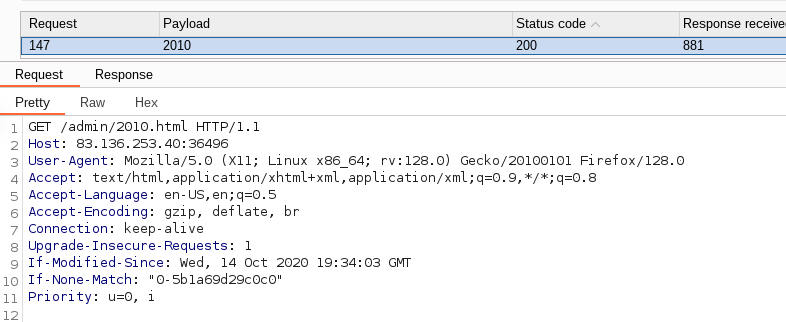 Request Payload Status code Response receive
147 2010 200 881
Request Response
Pretty Raw Hex
1 GET /admin/2010.html HTTP/1.1
2 Host: 83.136.253.40:36496
3 User-Agent: Mozilla/5.0 (X11; Linux x86_64; rv:128.0) Gecko/20100101 Firefox/128.0
4 Accept: text/html,application/xhtml+xml,application/xml;q=0.9,*/*;q=0.8
5 Accept-Language: en-US,en;q=0.5
6 Accept-Encoding: gzip, deflate, br
7 Connection: keep-alive
8 Upgrade-Insecure-Requests: 1
9 If-Modified-Since: Wed, 14 Oct 2020 19:34:03 GMT
10 If-None-Match: "0-5b1a69d29c0c0"
11 Priority: u=0, i
12